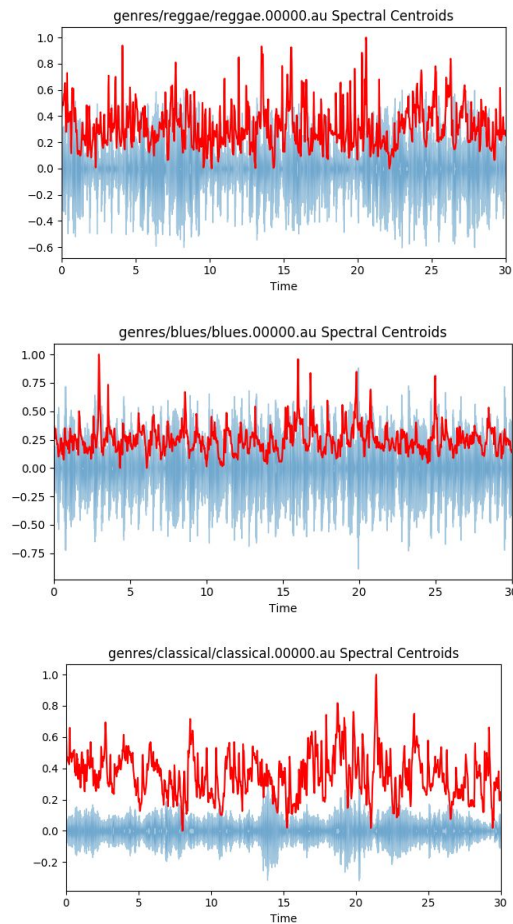 genres/reggae/reggae.00000.au Spectral Centroids
1.0
0.8
0.6
0.4
0.2
0.0
−0.2
−0.4
−0.6
0 5 10 15 20 25 30
Time
genres/blues/blues.00000.au Spectral Centroids
1.00
0.75
0.50
0.25
0.00
−0.25
−0.50
−0.75
0 5 10 15 20 25 30
Time
genres/classical/classical.00000.au Spectral Centroids
1.0
0.8
0.6
0.4
0.2
0.0
−0.2
0 5 10 15 20 25 30
Time